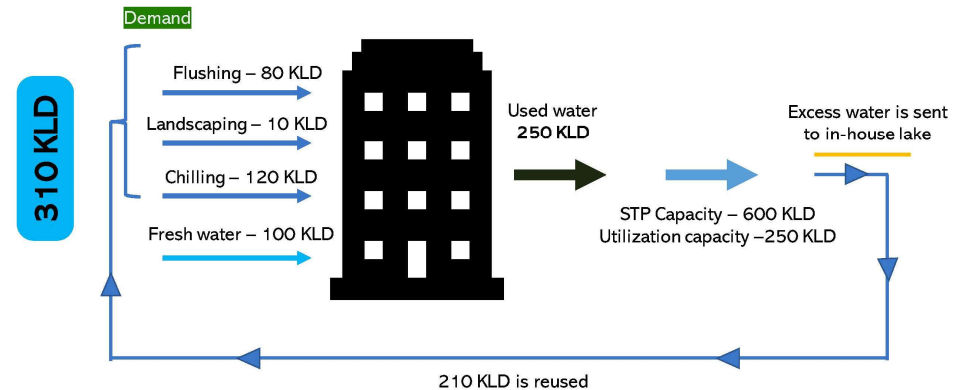 Demand
310 KLD
Flushing – 80 KLD
Landscaping – 10 KLD
Chilling – 120 KLD
Fresh water – 100 KLD
Used water
250 KLD
STP Capacity – 600 KLD
Utilization capacity –250 KLD
Excess water is sent
to in-house lake
210 KLD is reused